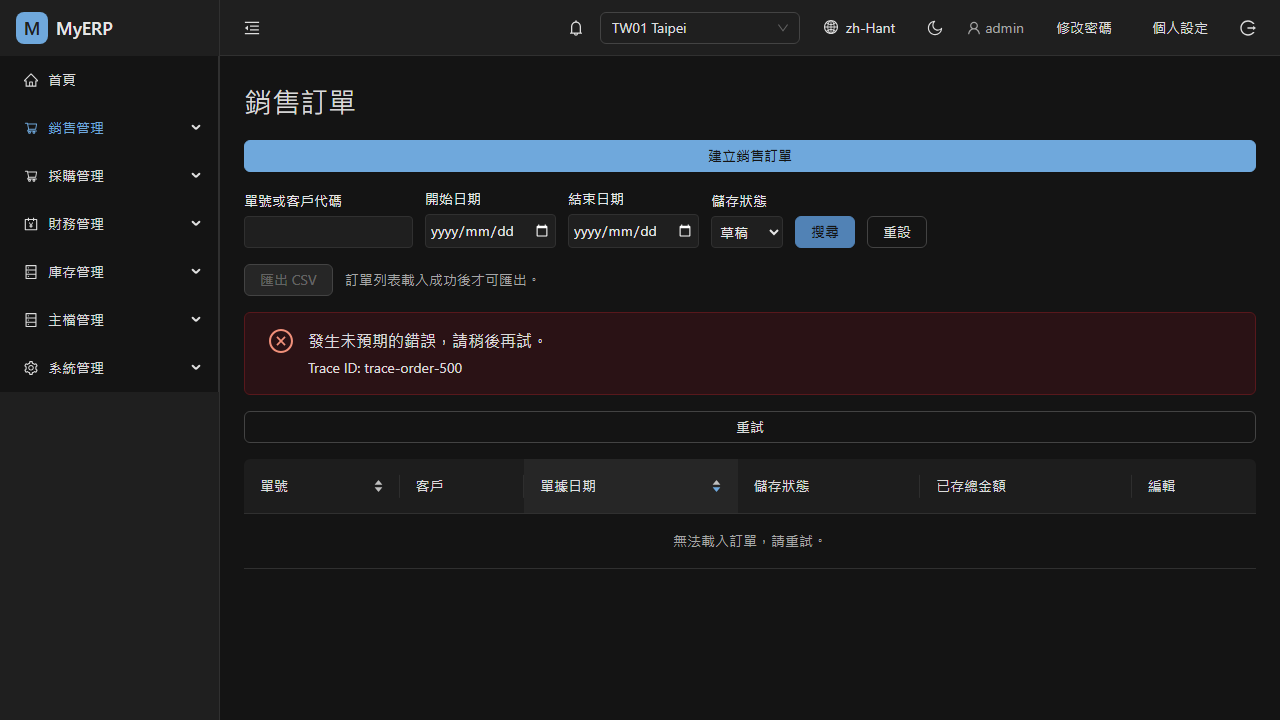 M MyERP
TW01 Taipei
zh-Hant
admin
修改密碼
個人設定
首頁
銷售管理
採購管理
財務管理
庫存管理
主檔管理
系統管理
銷售訂單
建立銷售訂單
單號或客戶代碼
開始日期
結束日期
儲存狀態
yyyy/mm/dd
yyyy/mm/dd
草稿
搜尋
重設
匯出 CSV
訂單列表載入成功後才可匯出。
發生未預期的錯誤，請稍後再試。
Trace ID: trace-order-500
重試
單號
客戶
單據日期
儲存狀態
已存總金額
編輯
無法載入訂單，請重試。